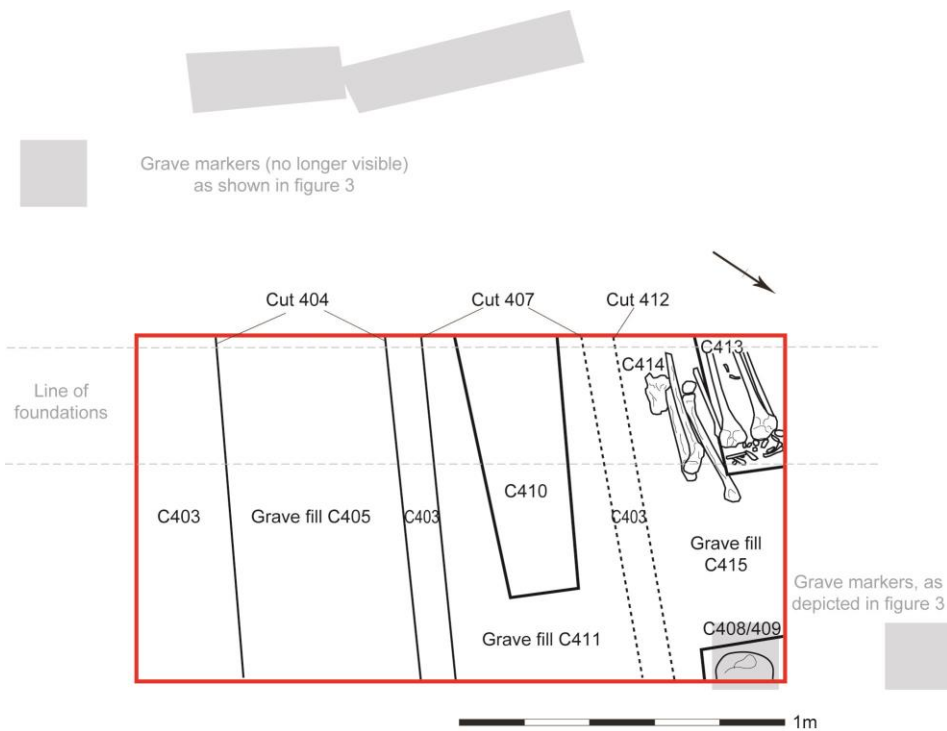 Grave markers (no longer visible)
as shown in figure 3
Cut 404
Cut 407
Cut 412
Line of
foundations
C414
C413
C403
Grave fill C405
C403
C410
C403
Grave fill
C415
Grave fill C411
C408/409
Grave markers, as
depicted in figure 3
1m